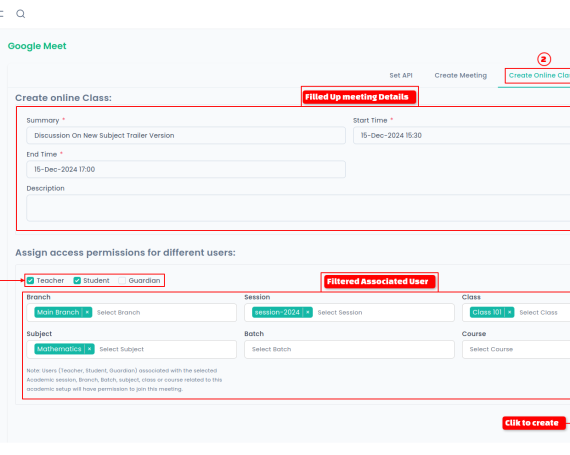 Google Meet
2
Set API Create Meeting Create Online Clas
Create online Class:
Filled Up meeting Details
Summary * Start Time *
Discussion On New Subject Trailer Version 15-Dec-2024 15:30
End Time *
15-Dec-2024 17:00
Description
Assign access permissions for different users:
Teacher Student Guardian
Filtered Associated User
Branch Session Class
Main Branch × Select Branch session-2024 × Select Session Class 101 × Select Class
Subject Batch Course
Mathematics × Select Subject Select Batch Select Course
Note: Users (Teacher, Student, Guardian) associated with the selected
Academic session, Branch, Batch, subject, class or course related to this
academic setup will have permission to join this meeting.
Clik to create